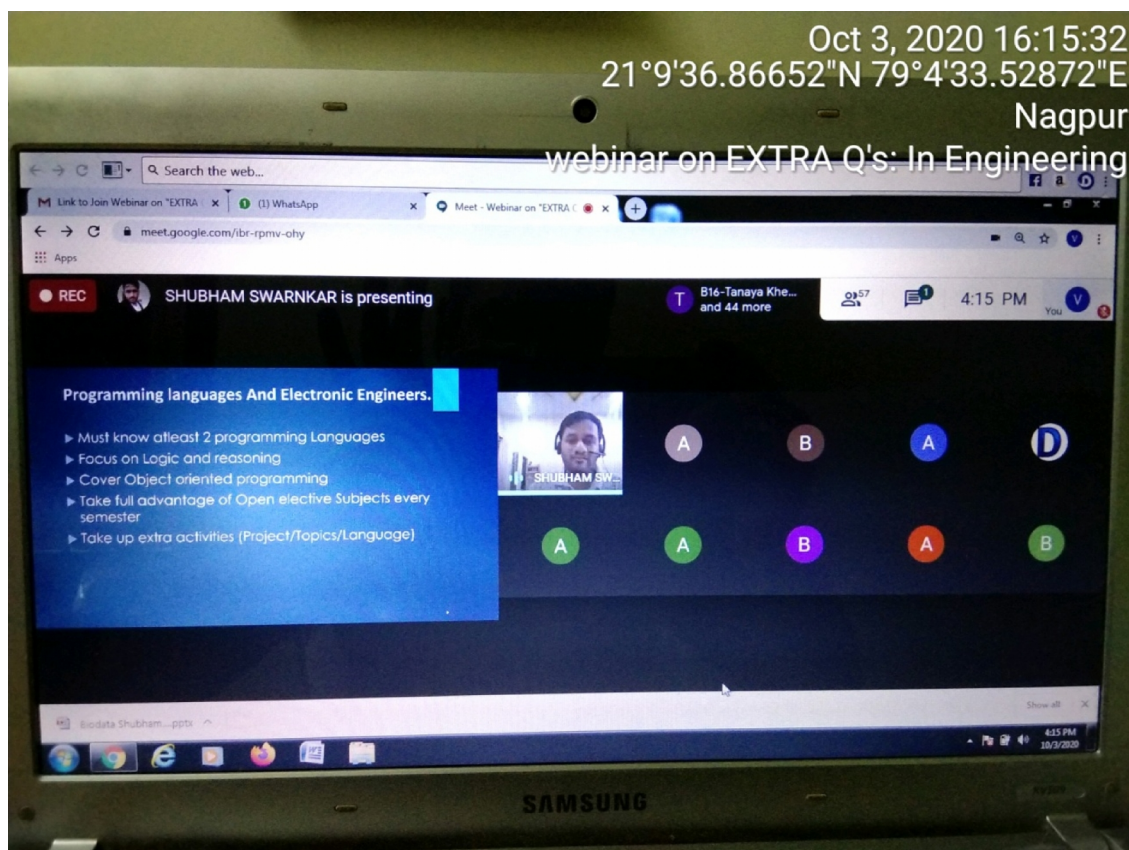 Oct 3, 2020 16:15:32
21°9'36.86652"N 79°4'33.52872"E
Nagpur
webinar on EXTRA Q's: In Engineering
Search the web...
Link to Join Webinar on "EXTRA
(1) WhatsApp
Meet - Webinar on "EXTRA
meet.google.com/ibr-rpmv-ohy
Apps
REC
SHUBHAM SWARNKAR is presenting
T
B16-Tanaya Khe...
and 44 more
57
1
4:15 PM
You
V
Programming languages And Electronic Engineers.
Must know atleast 2 programming Languages
Focus on Logic and reasoning
Cover Object oriented programming
Take full advantage of Open elective Subjects every
semester
Take up extra activities (Project/Topics/Language)
SHUBHAM SW...
A
B
A
D
A
A
B
A
B
Biodata Shubham....pptx
Show all
4:15 PM
10/3/2020
SAMSUNG